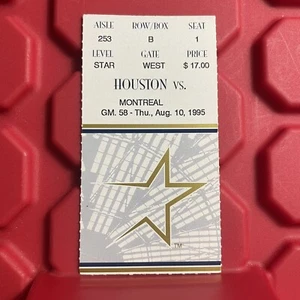 AISLE ROW/BOX SEAT
253 B 1
LEVEL GATE PRICE
STAR WEST $ 17.00
HOUSTON VS.
MONTREAL
GM. 58 - Thu., Aug. 10, 1995
TM